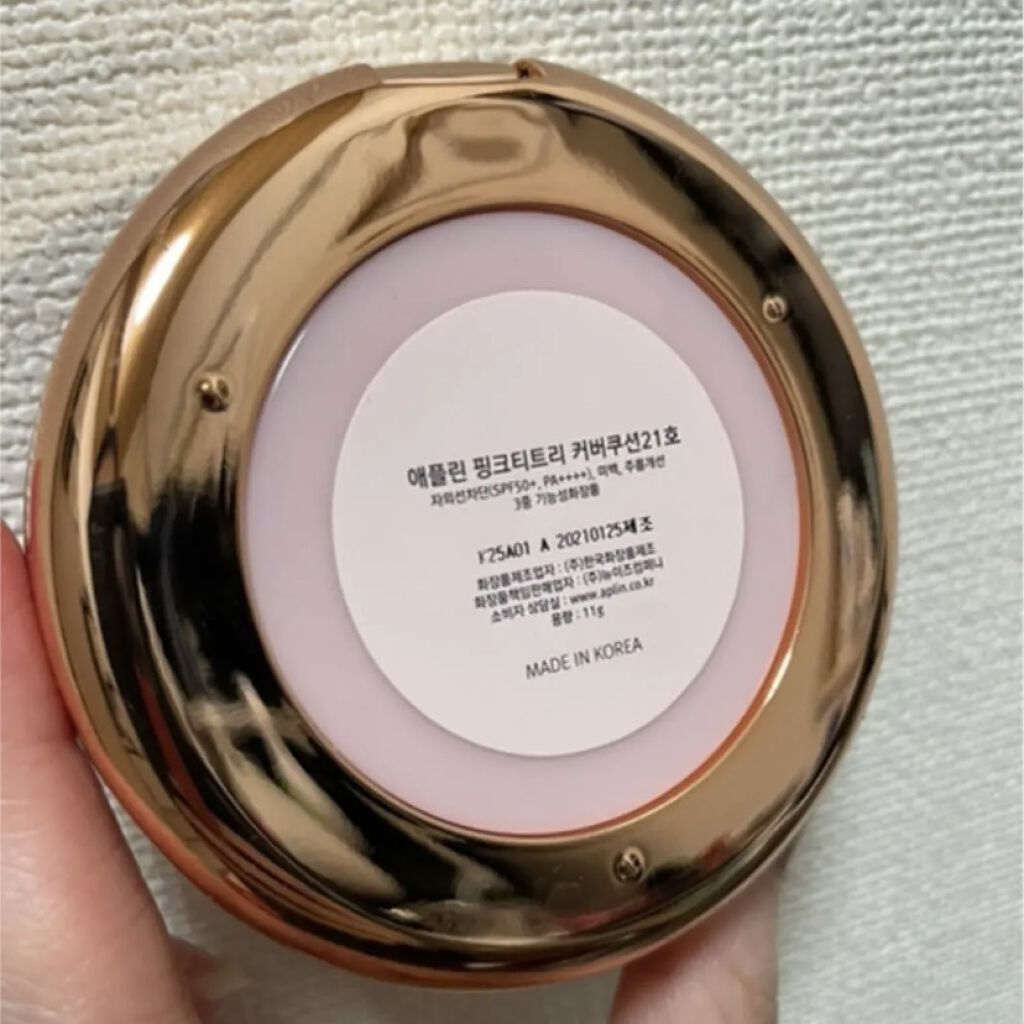 애플린 핑크티트리 커버쿠션21호
자외선차단(SPF50+, PA++++), 미백, 주름개선
3중 기능성화장품
Y25A01 A 20210125제조
화장품제조업자 : (주)한국화장품제조
화장품책임판매업자 : (주)뉴이즈컴퍼니
소비자 상담실 : www.aplin.co.kr
용량 : 11g
MADE IN KOREA